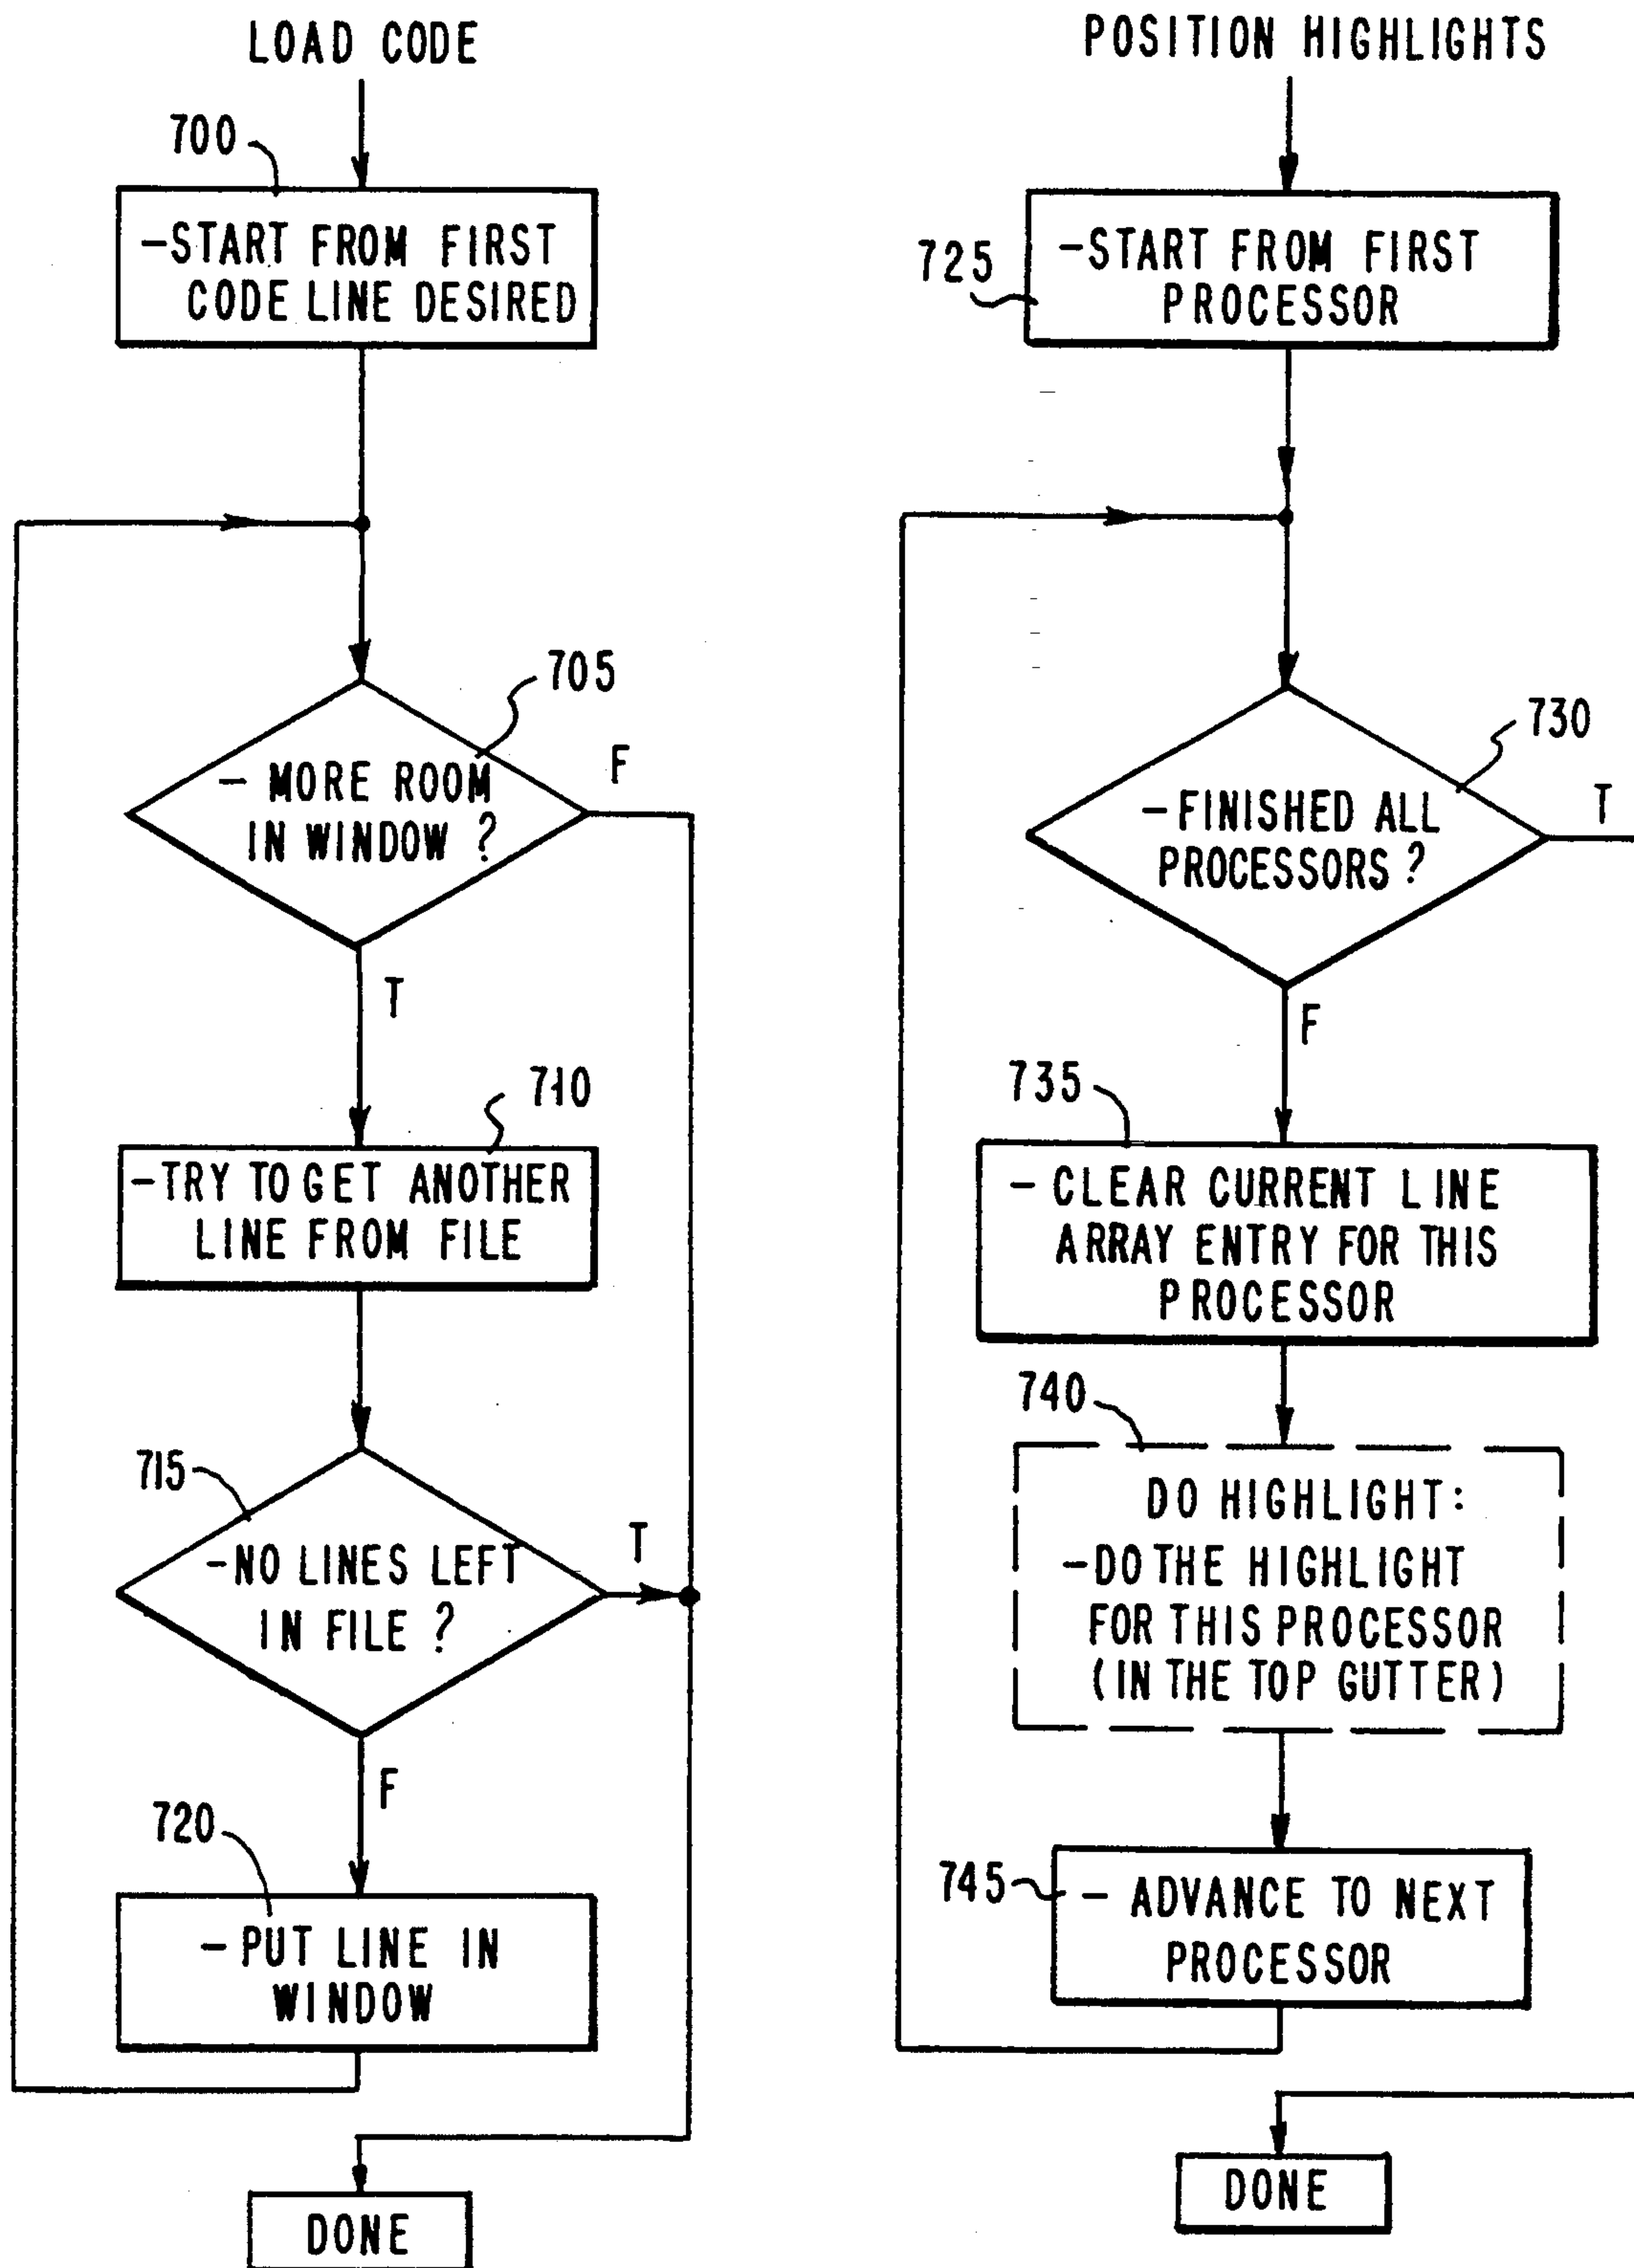 LOAD CODE
700
-START FROM FIRST
CODE LINE DESIRED
705
- MORE ROOM
IN WINDOW ?
F
T
710
-TRY TO GET ANOTHER
LINE FROM FILE
715
-NO LINES LEFT
IN FILE ?
T
F
720
- PUT LINE IN
WINDOW
DONE
POSITION HIGHLIGHTS
725
-START FROM FIRST
PROCESSOR
730
-FINISHED ALL
PROCESSORS ?
T
F
735
- CLEAR CURRENT LINE
ARRAY ENTRY FOR THIS
PROCESSOR
740
DO HIGHLIGHT:
-DO THE HIGHLIGHT
FOR THIS PROCESSOR
(IN THE TOP GUTTER)
745
- ADVANCE TO NEXT
PROCESSOR
DONE